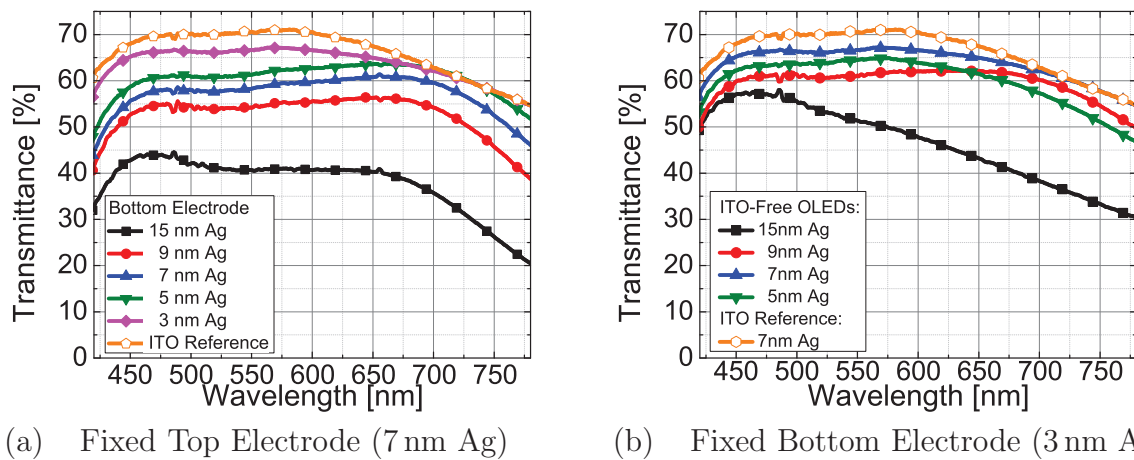 70
60
50
40
30
20
10
0
Transmittance [%]
Bottom Electrode
15 nm Ag
9 nm Ag
7 nm Ag
5 nm Ag
3 nm Ag
ITO Reference
450 500 550 600 650 700 750
Wavelength [nm]
(a) Fixed Top Electrode (7 nm Ag)
70
60
50
40
30
20
10
0
Transmittance [%]
ITO-Free OLEDs:
15nm Ag
9nm Ag
7nm Ag
5nm Ag
ITO Reference:
7nm Ag
450 500 550 600 650 700 750
Wavelength [nm]
(b) Fixed Bottom Electrode (3 nm A